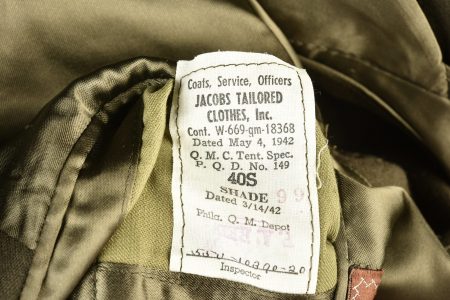 Coats, Service, Officers
JACOBS TAILORED
CLOTHES, Inc.
Cont. W-669-qm-18368
Dated May 4, 1942
Q. M. C. Tent. Spec.
P. Q. D. No. 149
40S
SHADE 99
Dated 3/14/42
Phila. Q. M. Depot
Inspector